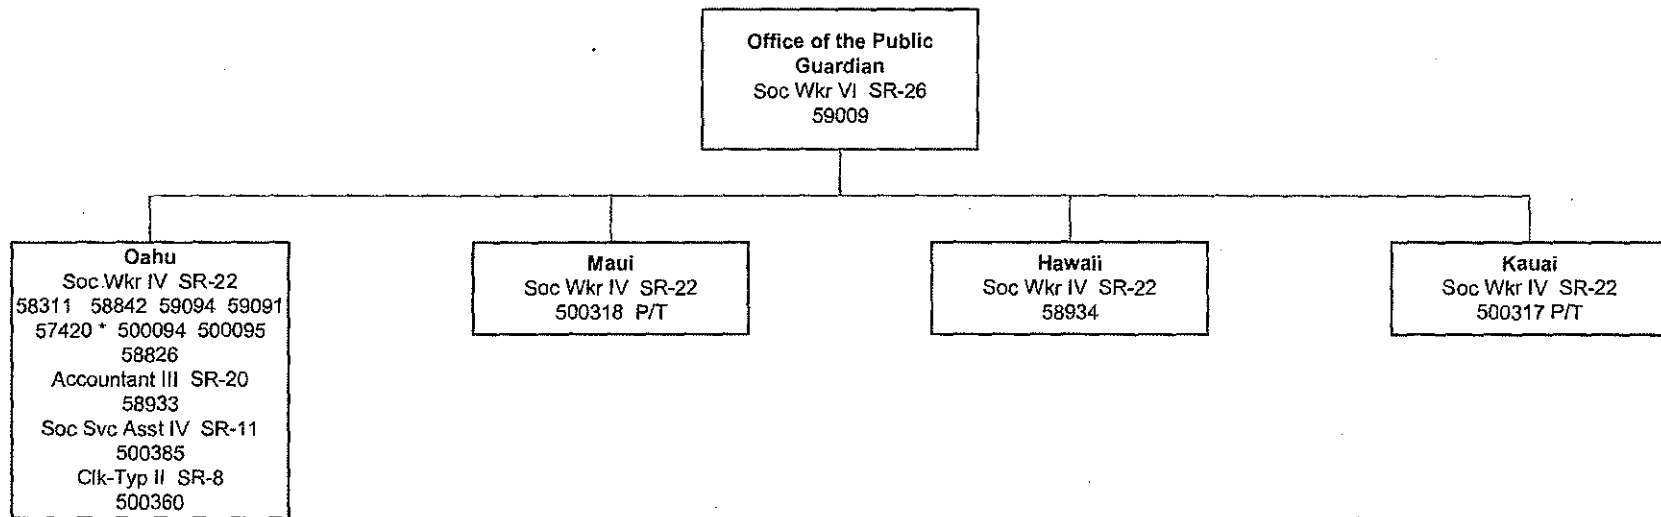 Office of the Public
Guardian
Soc Wkr VI SR-26
59009
Oahu
Soc Wkr IV SR-22
58311 58842 59094 59091
57420 * 500094 500095
58826
Accountant III SR-20
58933
Soc Svc Asst IV SR-11
500385
Clk-Typ II SR-8
500360
Maui
Soc Wkr IV SR-22
500318 P/T
Hawaii
Soc Wkr IV SR-22
58934
Kauai
Soc Wkr IV SR-22
500317 P/T